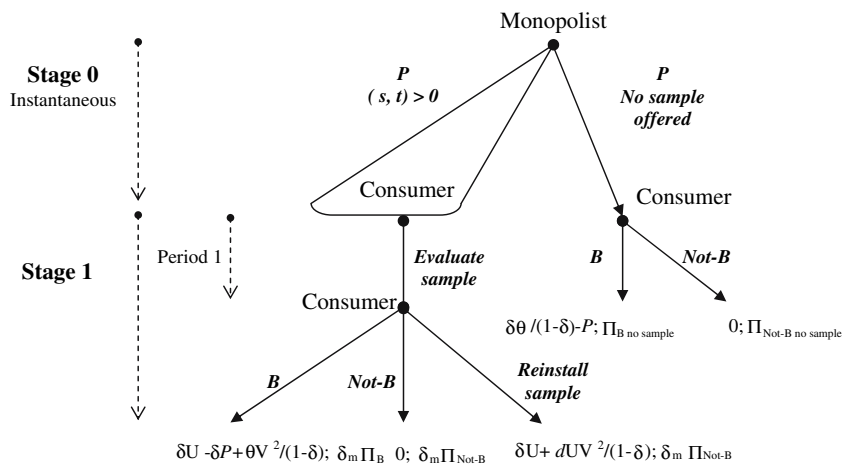 Monopolist
Stage 0
Instantaneous
P
( s, t) > 0
P
No sample
offered
Consumer
Consumer
Stage 1
Period 1
Evaluate
sample
B
Not-B
Consumer
δθ /(1-δ)-P; Π_B no sample
0; Π_Not-B no sample
B
Not-B
Reinstall
sample
δU -δP+θV ²/(1-δ); δ_m Π_B
0; δ_mΠ_Not-B
δU+ dUV ²/(1-δ); δ_m Π_Not-B